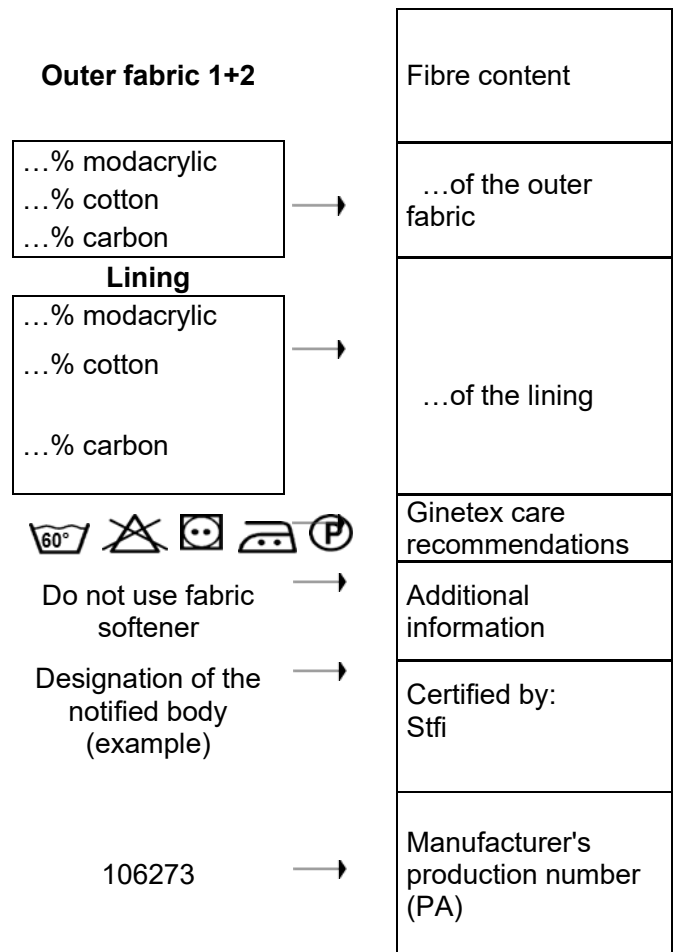 Outer fabric 1+2
Fibre content
…% modacrylic
…% cotton
…% carbon
…of the outer
fabric
Lining
…% modacrylic
…% cotton
…% carbon
…of the lining
60°
P
Ginetex care
recommendations
Do not use fabric
softener
Additional
information
Designation of the
notified body
(example)
Certified by:
Stfi
106273
Manufacturer's
production number
(PA)